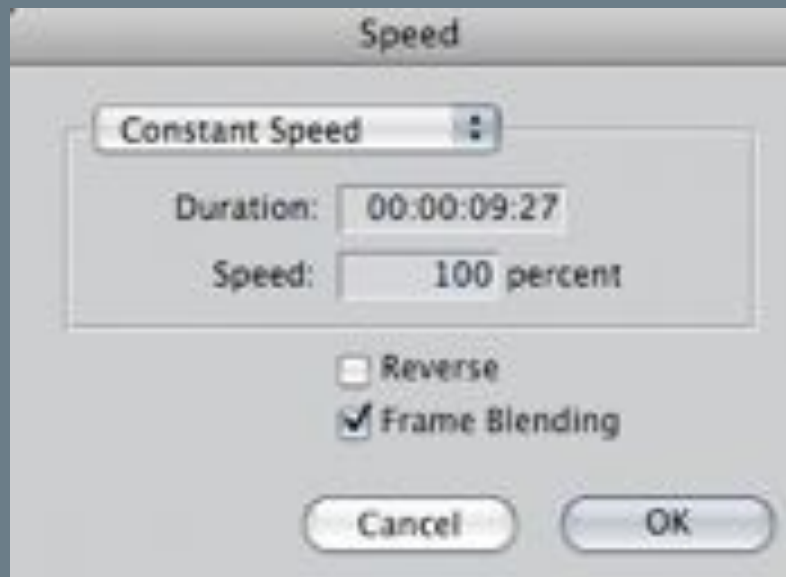 Speed
Constant Speed
Duration: 00:00:09:27
Speed: 100 percent
Reverse
Frame Blending
Cancel OK